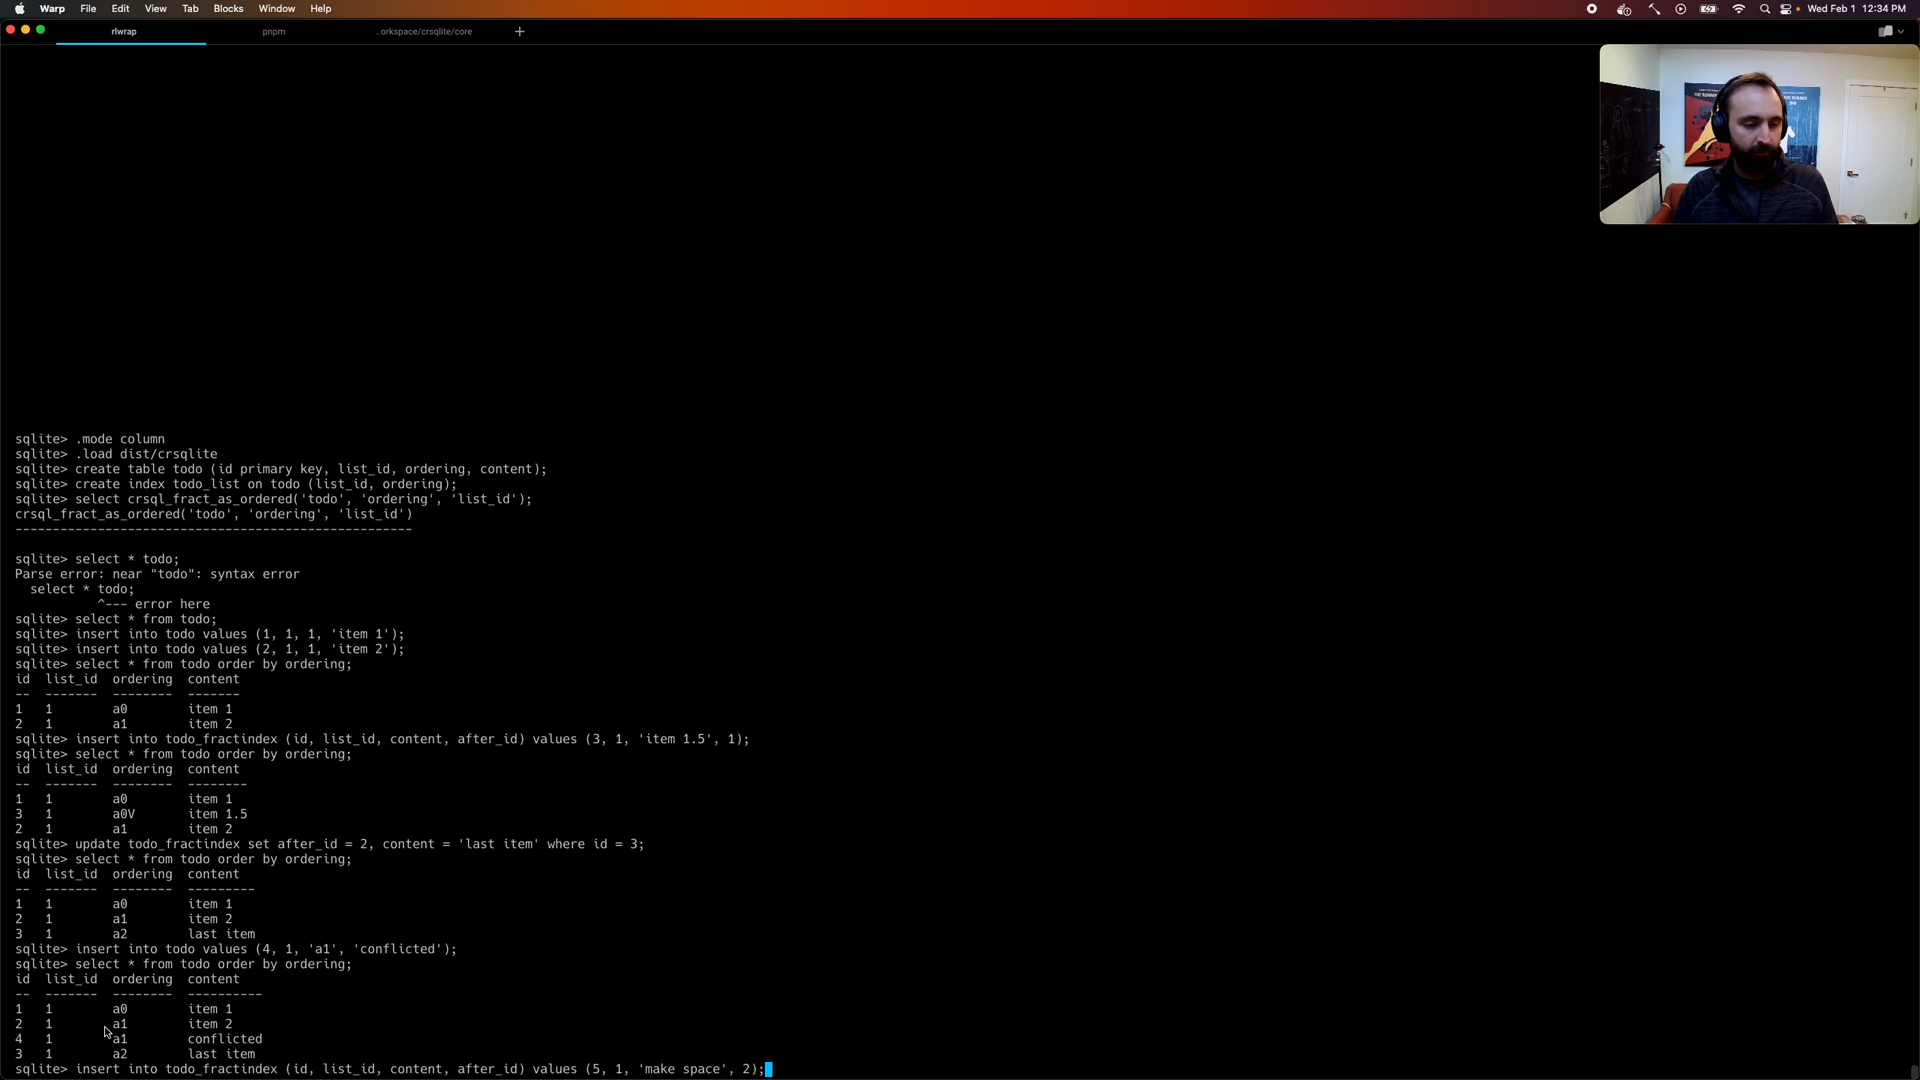 Warp File Edit View Tab Blocks Window Help
Wed Feb 1 12:34 PM
rlwrap
pnpm
..orkspace/crsqlite/core
+
sqlite> .mode column
sqlite> .load dist/crsqlite
sqlite> create table todo (id primary key, list_id, ordering, content);
sqlite> create index todo_list on todo (list_id, ordering);
sqlite> select crsql_fract_as_ordered('todo', 'ordering', 'list_id');
crsql_fract_as_ordered('todo', 'ordering', 'list_id')
-----------------------------------------------------
sqlite> select * todo;
Parse error: near "todo": syntax error
select * todo;
^--- error here
sqlite> select * from todo;
sqlite> insert into todo values (1, 1, 1, 'item 1');
sqlite> insert into todo values (2, 1, 1, 'item 2');
sqlite> select * from todo order by ordering;
id list_id ordering content
-- ------- -------- -------
1 1 a0 item 1
2 1 a1 item 2
sqlite> insert into todo_fractindex (id, list_id, content, after_id) values (3, 1, 'item 1.5', 1);
sqlite> select * from todo order by ordering;
id list_id ordering content
-- ------- -------- --------
1 1 a0 item 1
3 1 a0V item 1.5
2 1 a1 item 2
sqlite> update todo_fractindex set after_id = 2, content = 'last item' where id = 3;
sqlite> select * from todo order by ordering;
id list_id ordering content
-- ------- -------- ---------
1 1 a0 item 1
2 1 a1 item 2
3 1 a2 last item
sqlite> insert into todo values (4, 1, 'a1', 'conflicted');
sqlite> select * from todo order by ordering;
id list_id ordering content
-- ------- -------- ----------
1 1 a0 item 1
2 1 a1 item 2
4 1 a1 conflicted
3 1 a2 last item
sqlite> insert into todo_fractindex (id, list_id, content, after_id) values (5, 1, 'make space', 2);